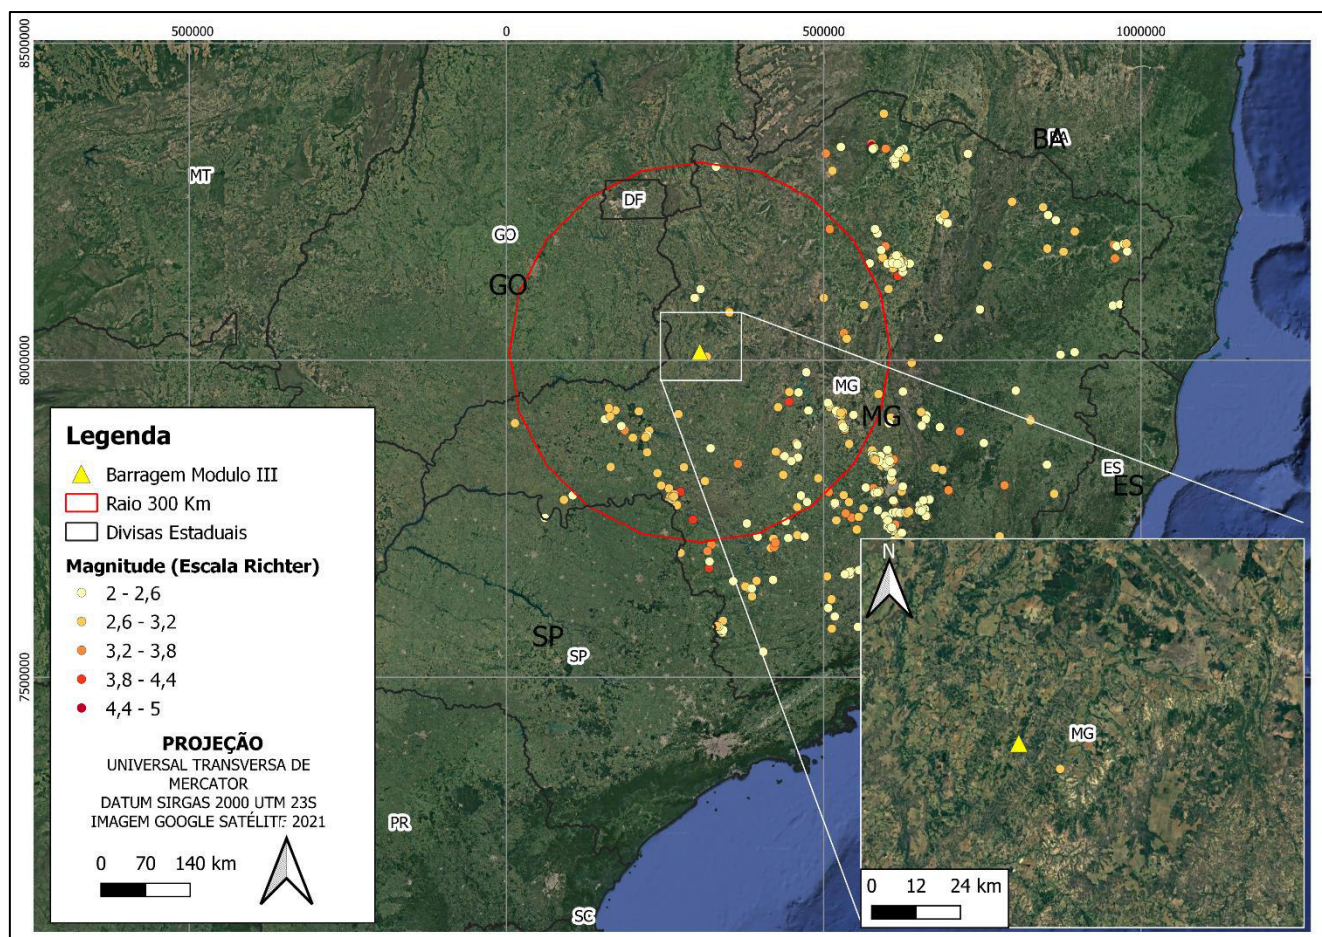 500000
0
500000
1000000
8500000
8000000
7500000
MT
DF
GO
GO
BA
BA
MG
MG
ES
ES
SP
SP
PR
SC
Legenda
Barragem Modulo III
Raio 300 Km
Divisas Estaduais
Magnitude (Escala Richter)
2 - 2,6
2,6 - 3,2
3,2 - 3,8
3,8 - 4,4
4,4 - 5
PROJEÇÃO
UNIVERSAL TRANSVERSA DE
MERCATOR
DATUM SIRGAS 2000 UTM 23S
IMAGEM GOOGLE SATÉLITE 2021
0 70 140 km
N
MG
0 12 24 km